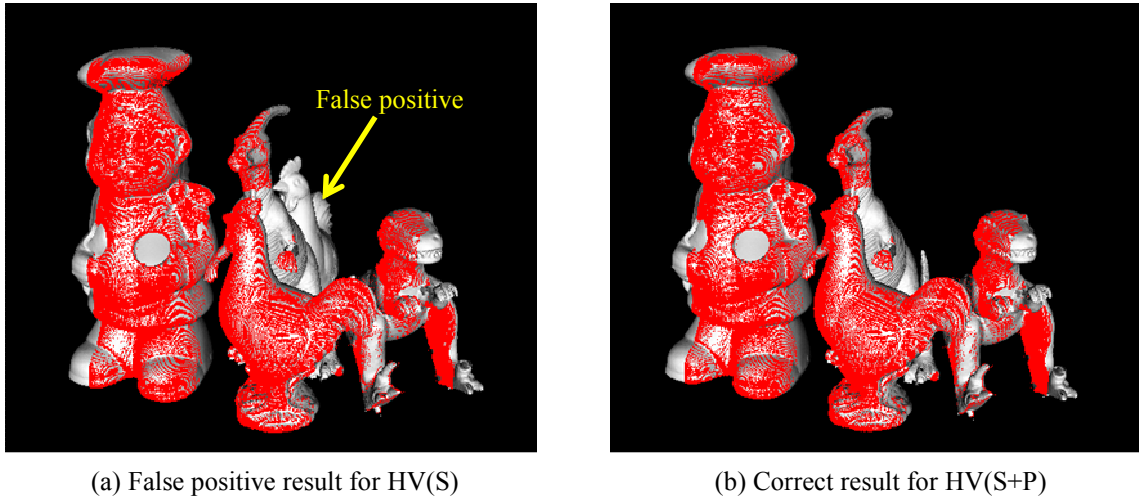 False positive
(a) False positive result for HV(S)
(b) Correct result for HV(S+P)